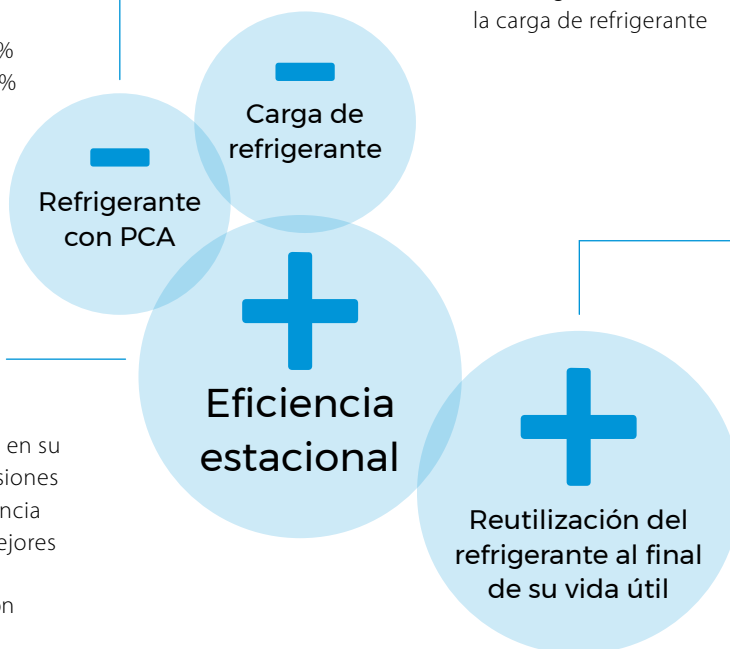 la carga de refrigerante
%
%
Carga de
refrigerante
Refrigerante
con PCA
Eficiencia
estacional
en su
siones
ncia
ejores
ón
Reutilización del
refrigerante al final
de su vida útil